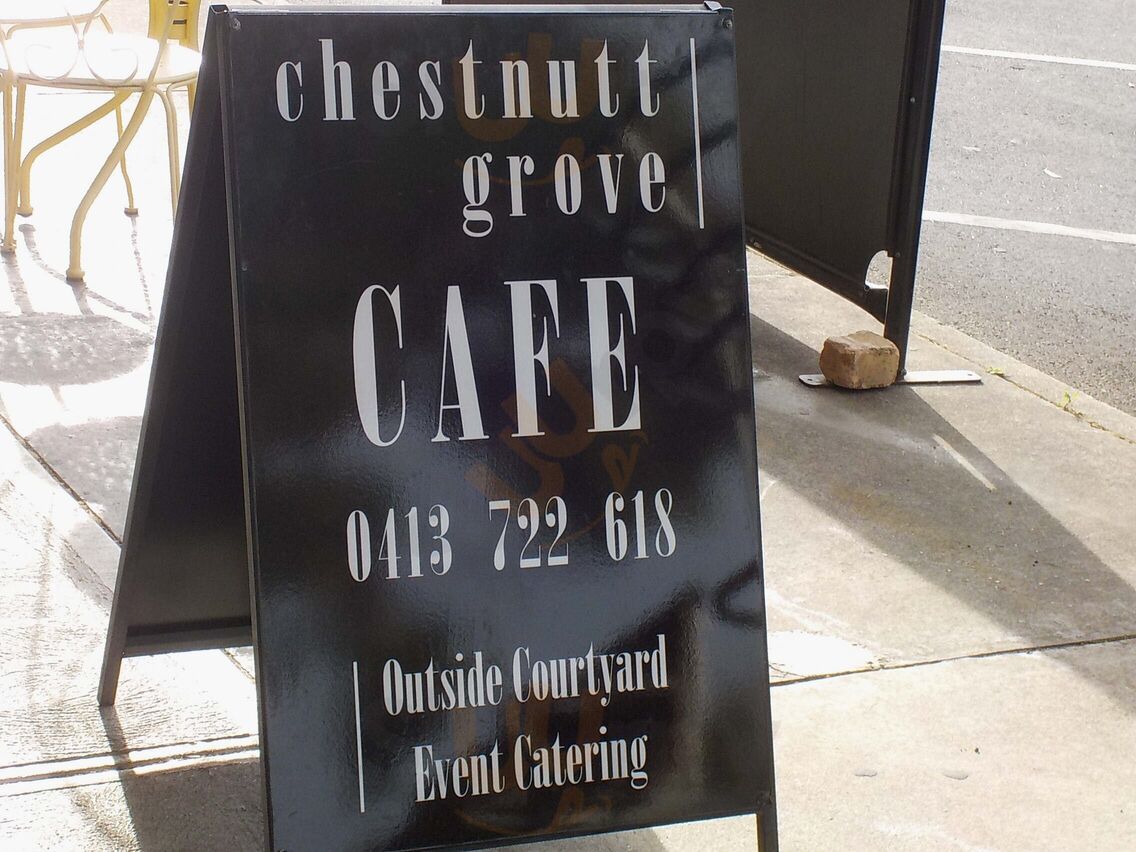 chestnutt
grove
CAFE
0413 722 618
Outside Courtyard
Event Catering